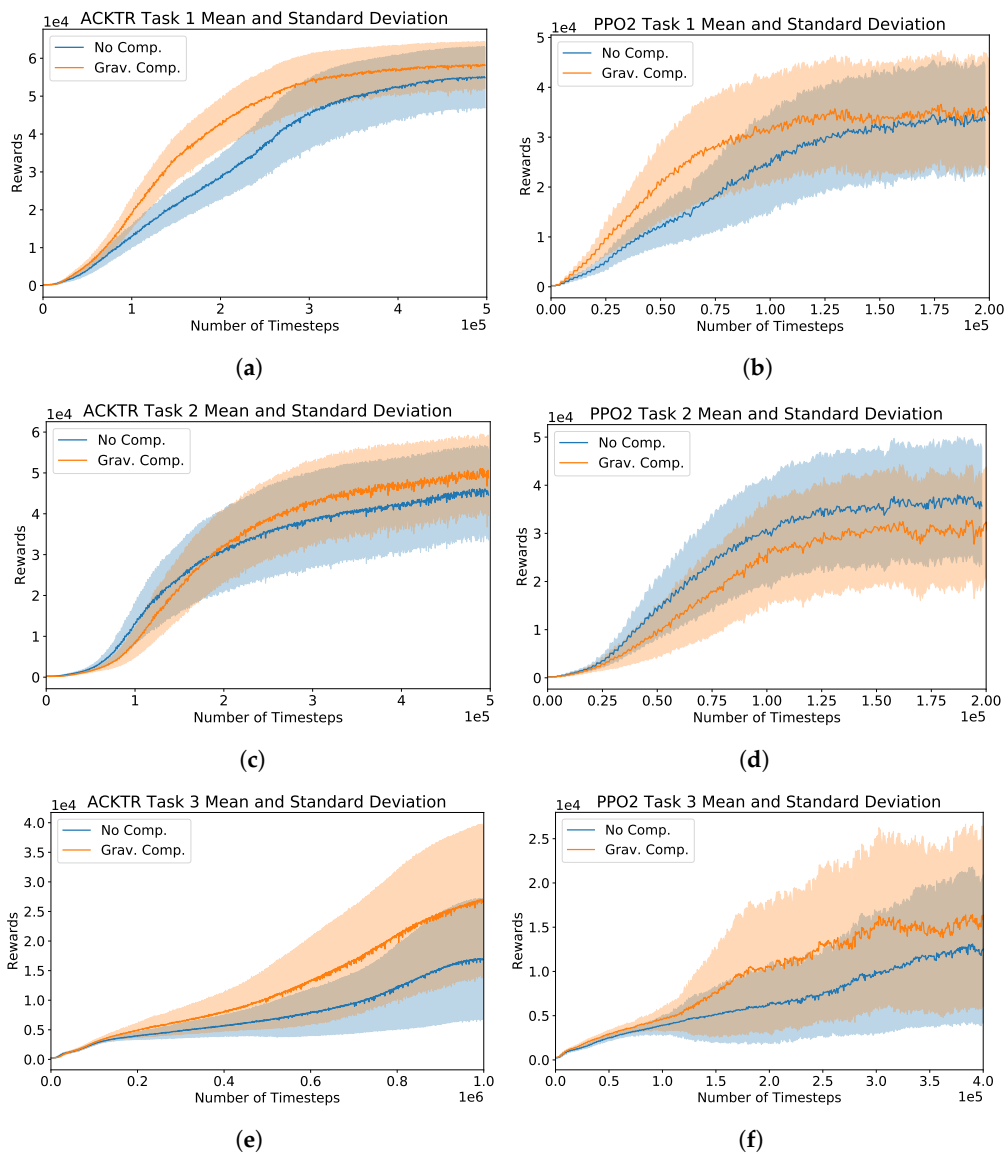 ACKTR Task 1 Mean and Standard Deviation
1e4
No Comp.
Grav. Comp.
Rewards
6
5
4
3
2
1
0
0 1 2 3 4 5
Number of Timesteps
1e5
(a)
PPO2 Task 1 Mean and Standard Deviation
1e4
No Comp.
Grav. Comp.
Rewards
5
4
3
2
1
0
0.00 0.25 0.50 0.75 1.00 1.25 1.50 1.75 2.00
Number of Timesteps
1e5
(b)
ACKTR Task 2 Mean and Standard Deviation
1e4
No Comp.
Grav. Comp.
Rewards
6
5
4
3
2
1
0
0 1 2 3 4 5
Number of Timesteps
1e5
(c)
PPO2 Task 2 Mean and Standard Deviation
1e4
No Comp.
Grav. Comp.
Rewards
5
4
3
2
1
0
0.00 0.25 0.50 0.75 1.00 1.25 1.50 1.75 2.00
Number of Timesteps
1e5
(d)
ACKTR Task 3 Mean and Standard Deviation
1e4
No Comp.
Grav. Comp.
Rewards
4.0
3.5
3.0
2.5
2.0
1.5
1.0
0.5
0.0
0.0 0.2 0.4 0.6 0.8 1.0
Number of Timesteps
1e6
(e)
PPO2 Task 3 Mean and Standard Deviation
1e4
No Comp.
Grav. Comp.
Rewards
2.5
2.0
1.5
1.0
0.5
0.0
0.0 0.5 1.0 1.5 2.0 2.5 3.0 3.5 4.0
Number of Timesteps
1e5
(f)